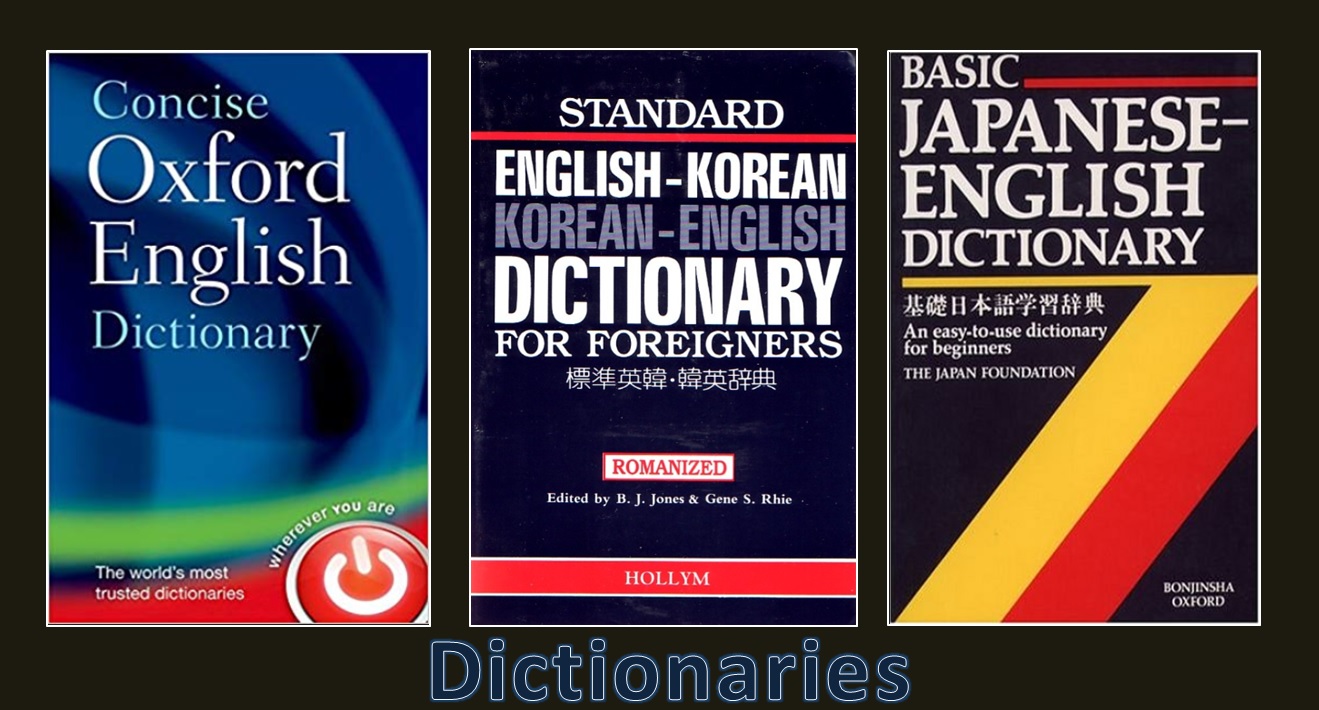 Concise
Oxford
English
Dictionary
wherever YOU are
The world's most
trusted dictionaries
STANDARD
ENGLISH-KOREAN
KOREAN-ENGLISH
DICTIONARY
FOR FOREIGNERS
標準英韓·韓英辞典
ROMANIZED
Edited by B. J. Jones & Gene S. Rhie
HOLLYM
BASIC
JAPANESE-
ENGLISH
DICTIONARY
基礎日本語学習辞典
An easy-to-use dictionary
for beginners
THE JAPAN FOUNDATION
BONJINSHA
OXFORD
Dictionaries